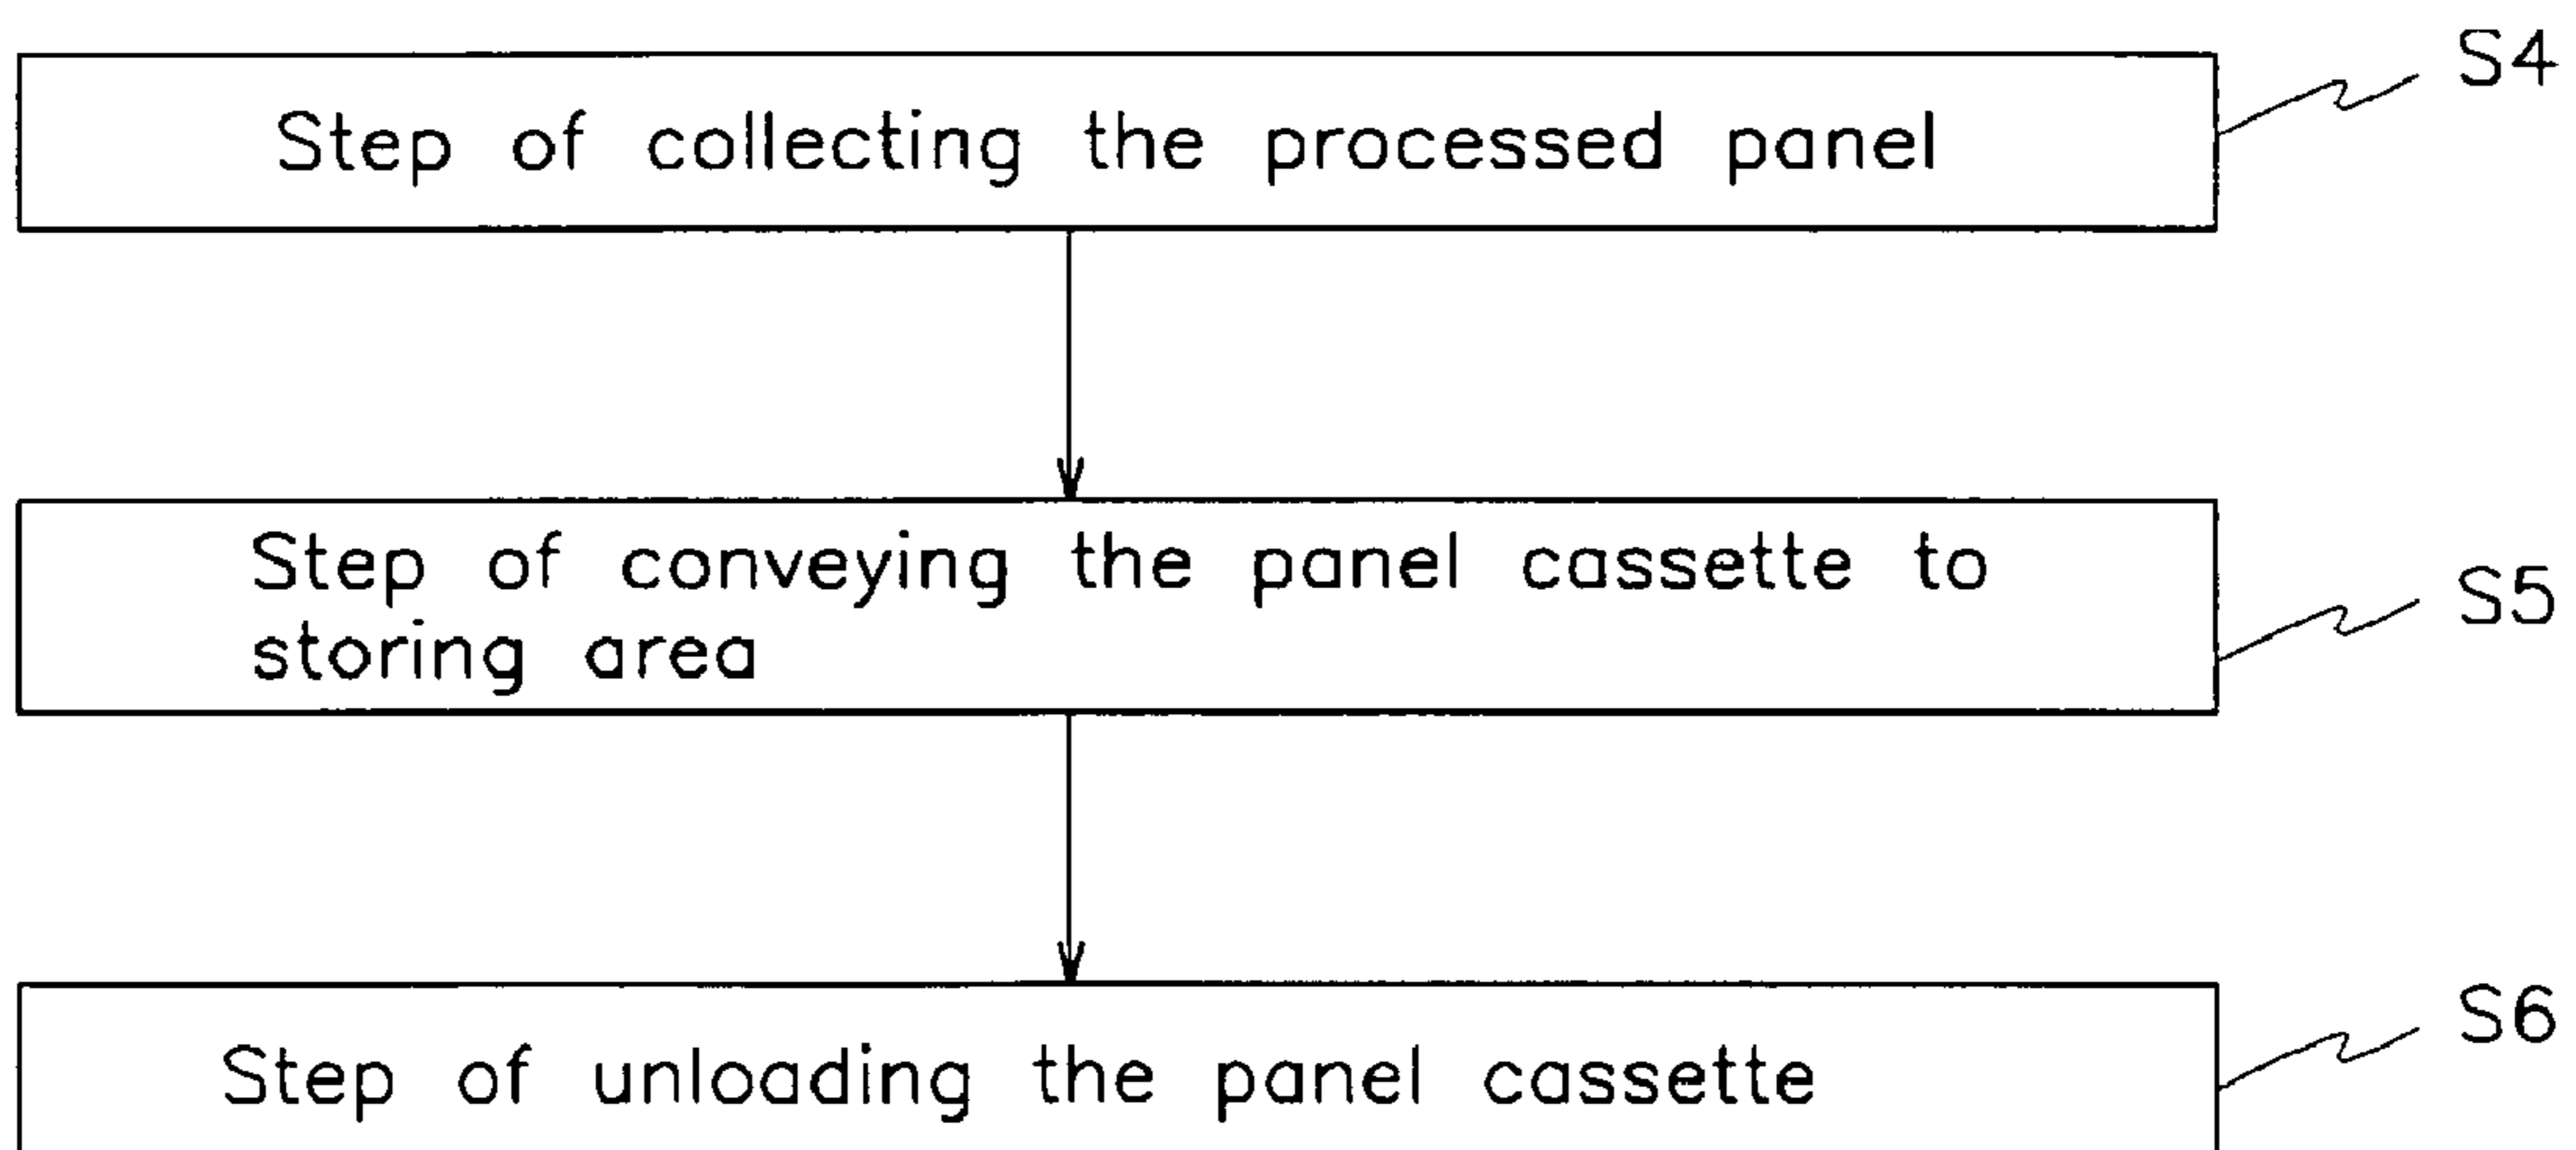 S4
Step of collecting the processed panel
Step of conveying the panel cassette to
S5
storing area
S6
Step of unloading the panel cassette